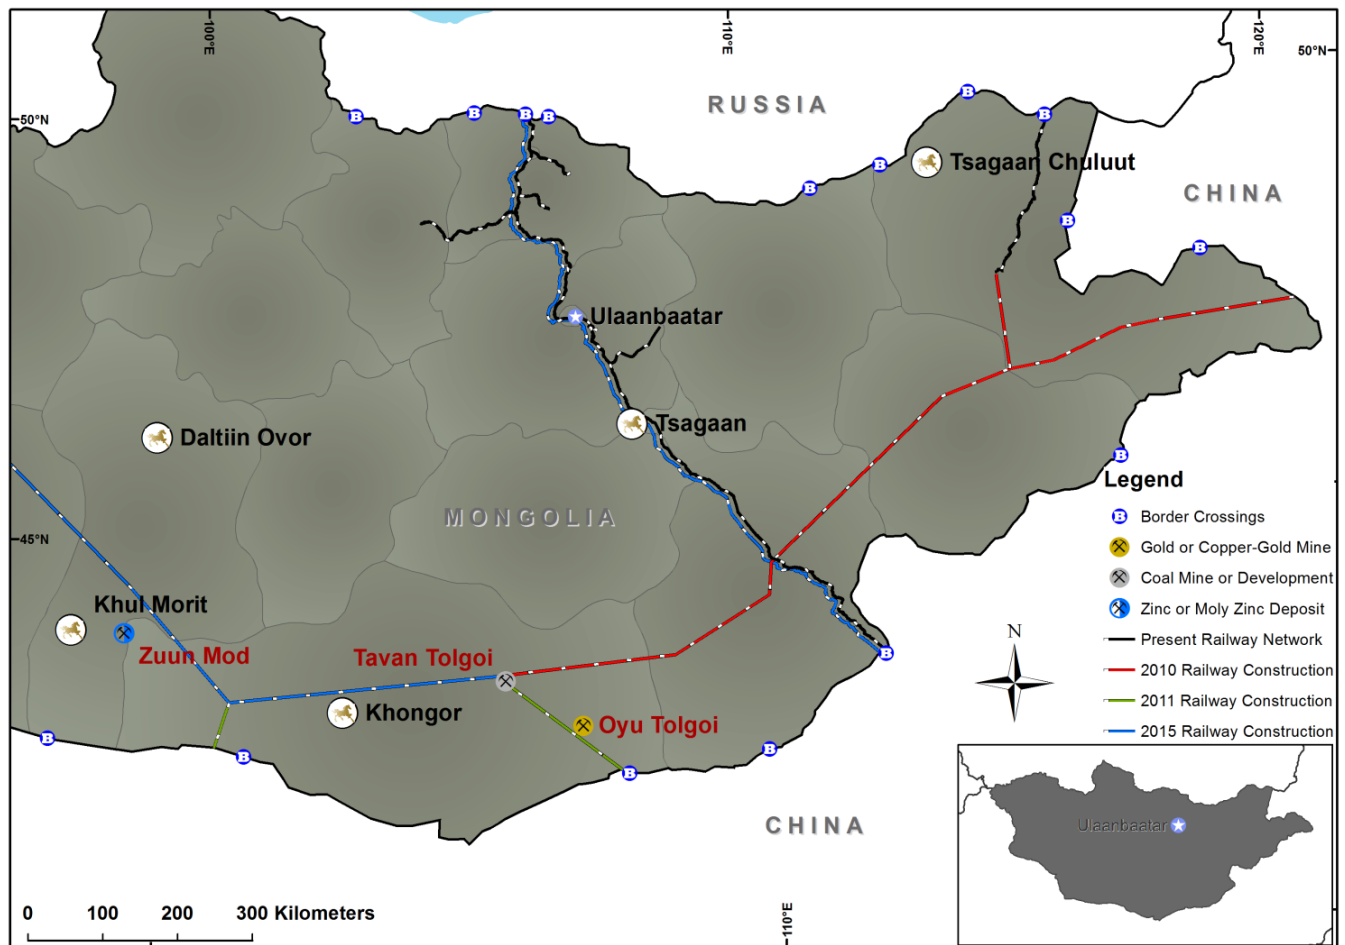 100°E
110°E
120°E
50°N
50°N
RUSSIA
Tsagaan Chuluut
CHINA
Ulaanbaatar
Tsagaan
Daltiin Ovor
MONGOLIA
45°N
Khul Morit
Zuun Mod
Tavan Tolgoi
Khongor
Oyu Tolgoi
CHINA
Legend
B Border Crossings
Gold or Copper-Gold Mine
Coal Mine or Development
Zinc or Moly Zinc Deposit
Present Railway Network
2010 Railway Construction
2011 Railway Construction
2015 Railway Construction
N
Ulaanbaatar
0 100 200 300 Kilometers
110°E